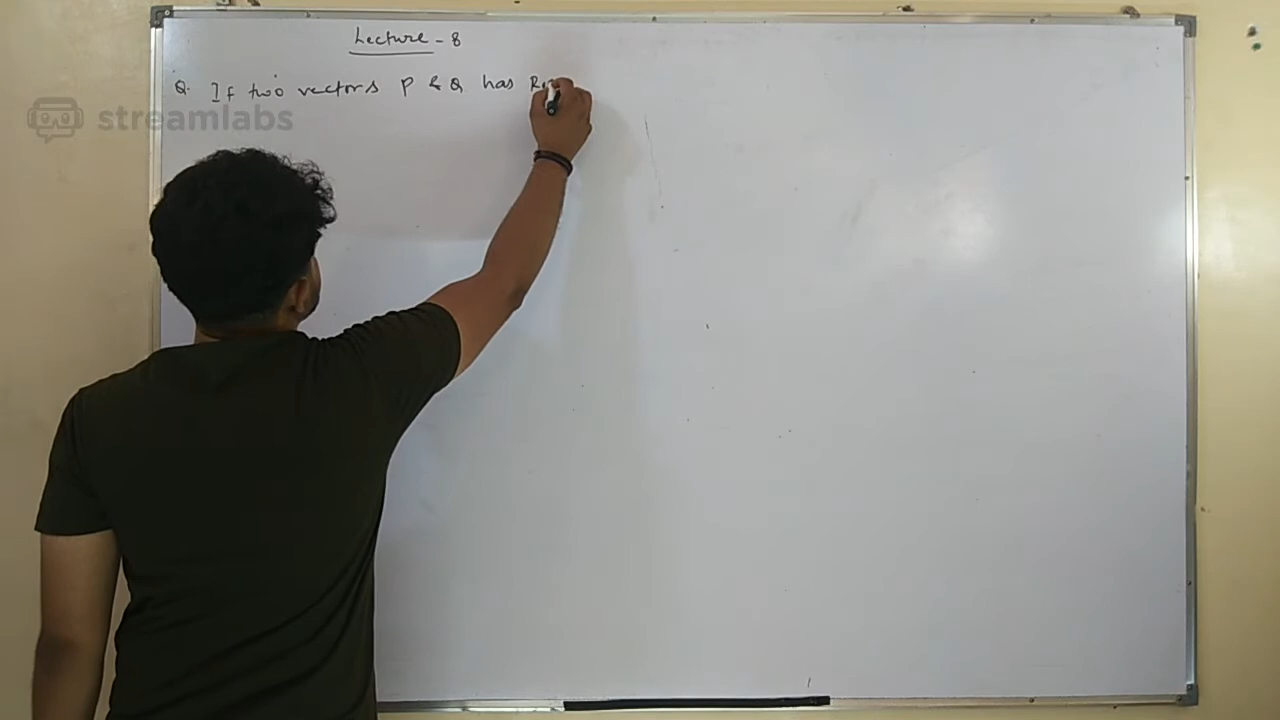 Lecture - 8
Q. If two vectors P & Q has
streamlabs